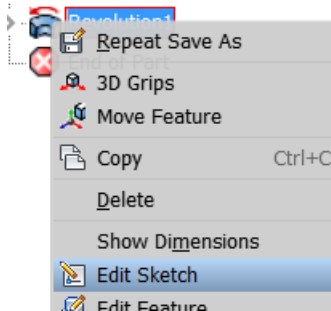 Revolution1
Repeat Save As
End of Part
3D Grips
Move Feature
Copy Ctrl+C
Delete
Show Dimensions
Edit Sketch
Edit Feature